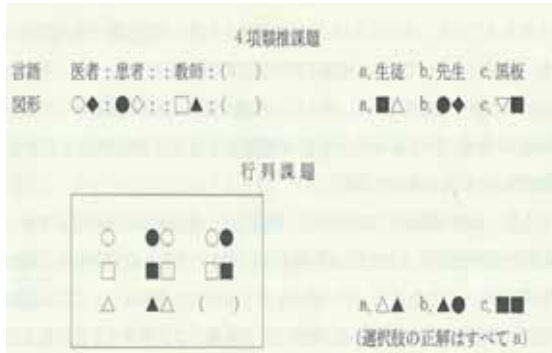 4項類推課題
言語 医者:患者::教師:( ) a, 生徒 b, 先生 c, 黒板
図形 ○◆:●◇::□▲:( ) a, ■△ b, ●◆ c, ▽■
行列課題
○ ●○ ○●
□ ■□ □■
△ ▲△ ( ) a, △▲ b, ▲● c, ■■
(選択肢の正解はすべて a)